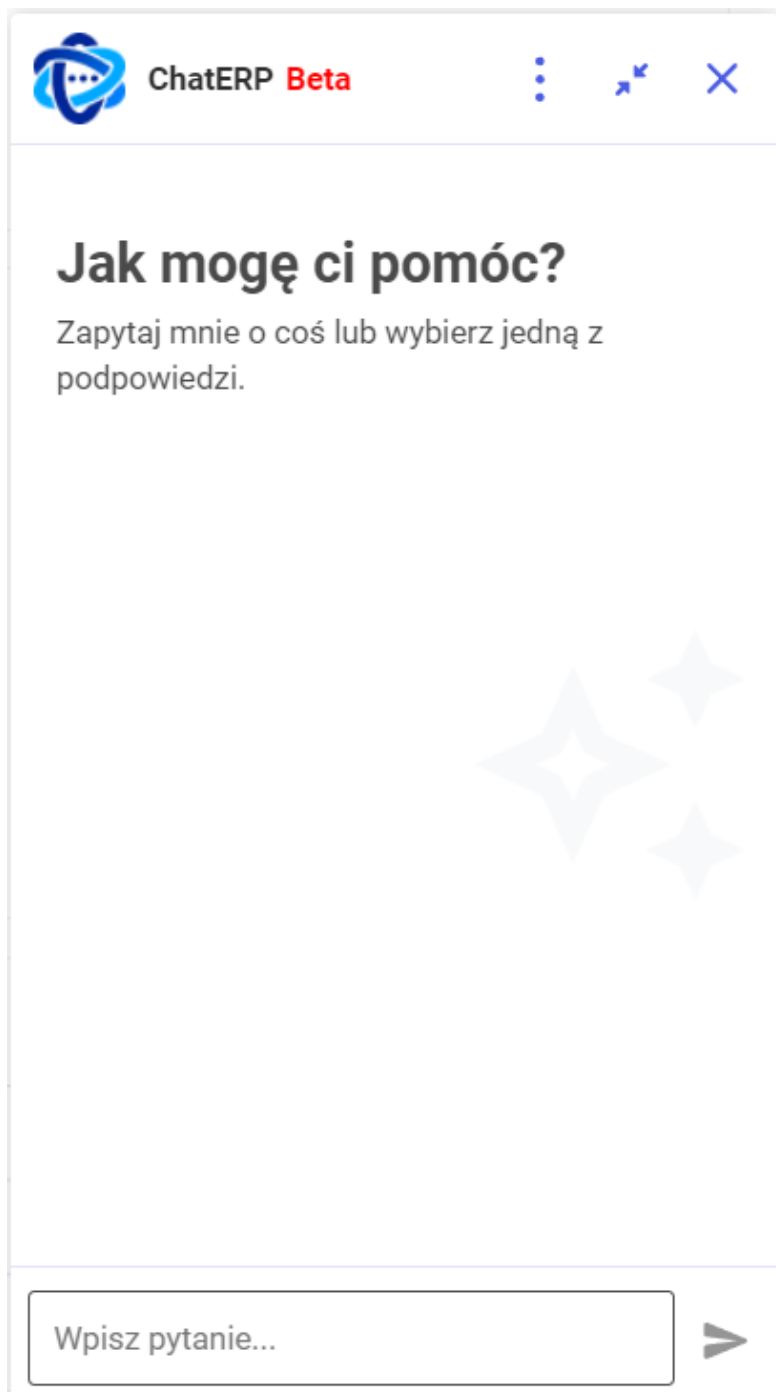 ChatERP Beta
Jak mogę ci pomóc?
Zapytaj mnie o coś lub wybierz jedną z
podpowiedzi.
Wpisz pytanie...